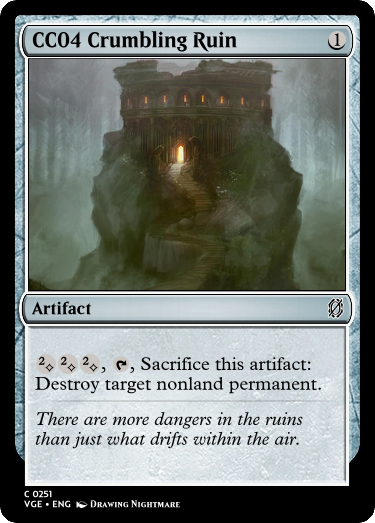 CC04 Crumbling Ruin 1
Artifact
2 2 2 , , Sacrifice this artifact:
Destroy target nonland permanent.
There are more dangers in the ruins
than just what drifts within the air.
C 0251
VGE • ENG Drawing Nightmare